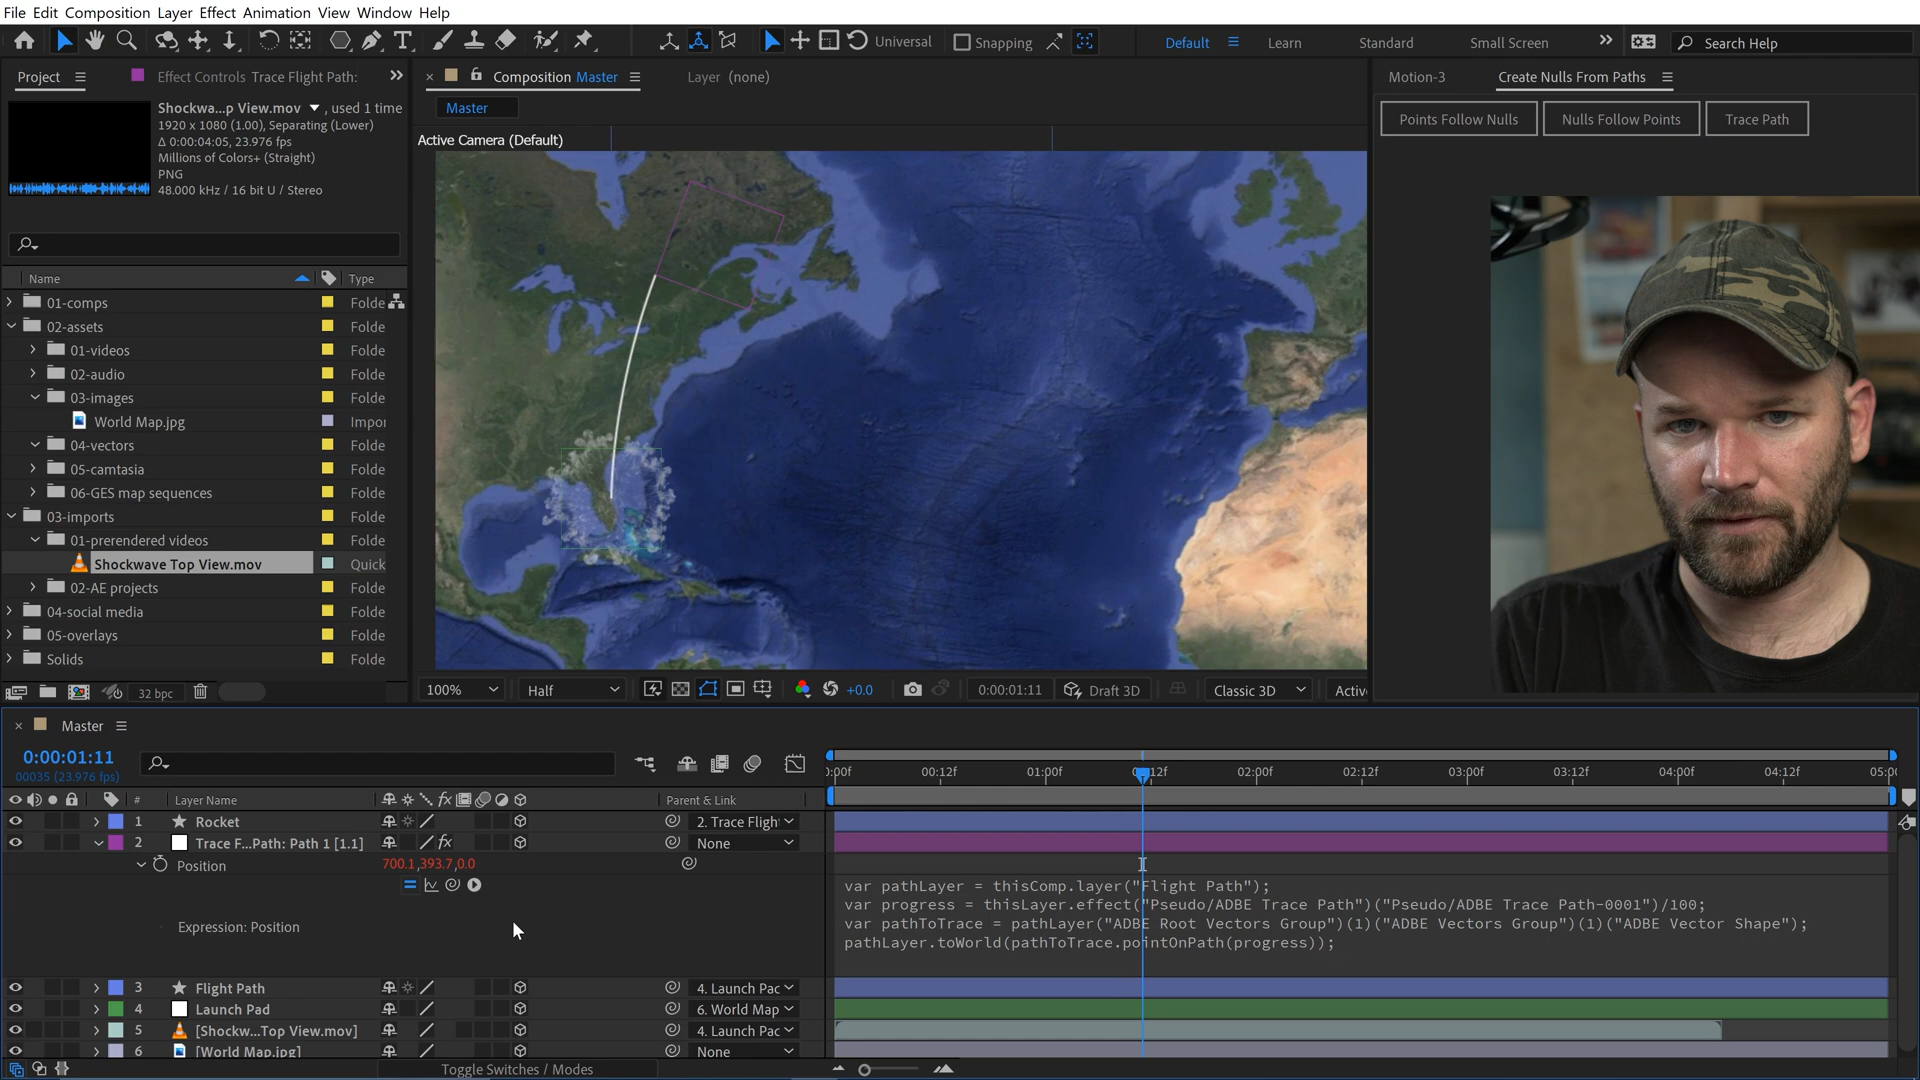 File Edit Composition Layer Effect Animation View Window Help
Universal Snapping Default Learn Standard Small Screen Search Help
Project Effect Controls Trace Flight Path:
Composition Master Layer (none)
Motion-3 Create Nulls From Paths
Master
Points Follow Nulls Nulls Follow Points Trace Path
Shockwa...p View.mov , used 1 time
1920 x 1080 (1.00), Separating (Lower)
Δ 0:00:04:05, 23.976 fps
Millions of Colors+ (Straight)
PNG
48.000 kHz / 16 bit U / Stereo
Active Camera (Default)
Name Type
01-comps Folde
02-assets Folde
01-videos Folde
02-audio Folde
03-images Folde
World Map.jpg Impor
04-vectors Folde
05-camtasia Folde
06-GES map sequences Folde
03-imports Folde
01-prerendered videos Folde
Shockwave Top View.mov Quick
02-AE projects Folde
04-social media Folde
05-overlays Folde
Solids Folde
32 bpc
100% Half +0.0 0:00:01:11 Draft 3D Classic 3D Activ
Master
0:00:01:11
00035 (23.976 fps)
:00f 00:12f 01:00f 01:12f 02:00f 02:12f 03:00f 03:12f 04:00f 04:12f 05:00
# Layer Name fx Parent & Link
1 Rocket 2. Trace Fligh
2 Trace F...Path: Path 1 [1.1] fx None
Position 700.1,393.7,0.0
Expression: Position
var pathLayer = thisComp.layer("Flight Path");
var progress = thisLayer.effect("Pseudo/ADBE Trace Path")("Pseudo/ADBE Trace Path-0001")/100;
var pathToTrace = pathLayer("ADBE Root Vectors Group")(1)("ADBE Vectors Group")(1)("ADBE Vector Shape");
pathLayer.toWorld(pathToTrace.pointOnPath(progress));
3 Flight Path 4. Launch Pac
4 Launch Pad 6. World Map
5 [Shockw...Top View.mov] 4. Launch Pac
6 [World Map.jpg] None
Toggle Switches / Modes